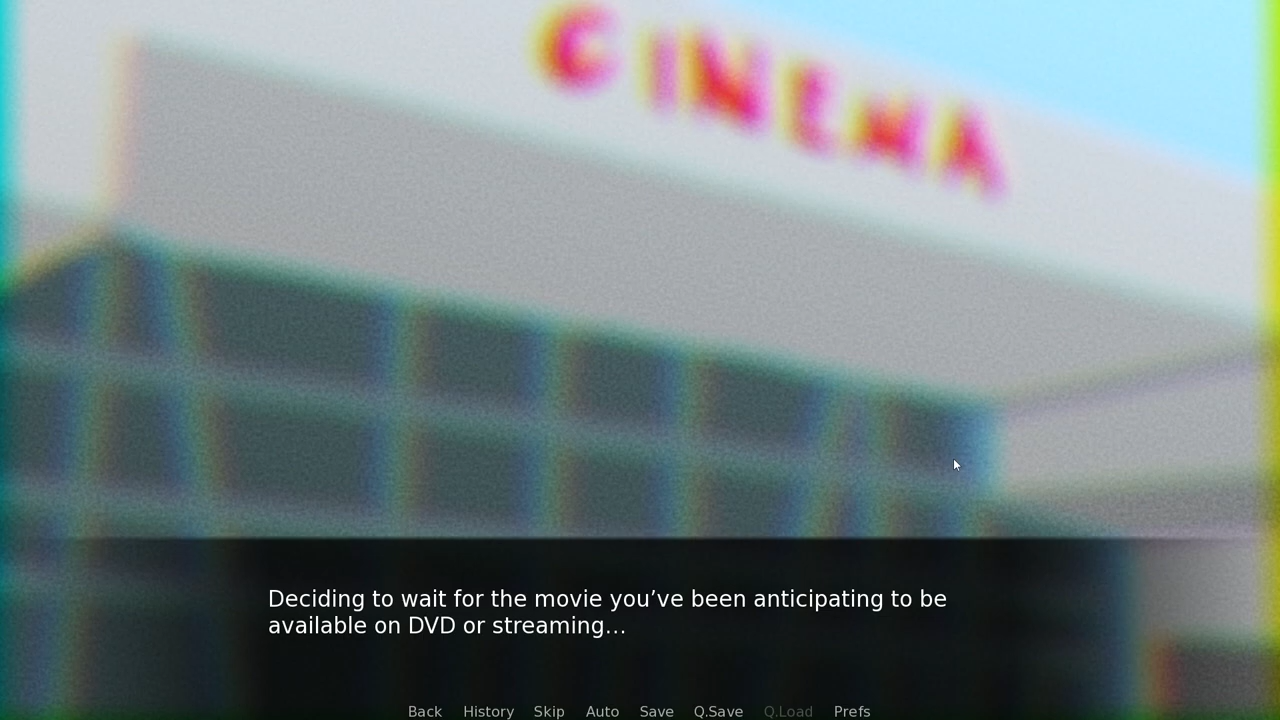 CINEMA
Deciding to wait for the movie you’ve been anticipating to be
available on DVD or streaming…
Back History Skip Auto Save Q.Save Q.Load Prefs